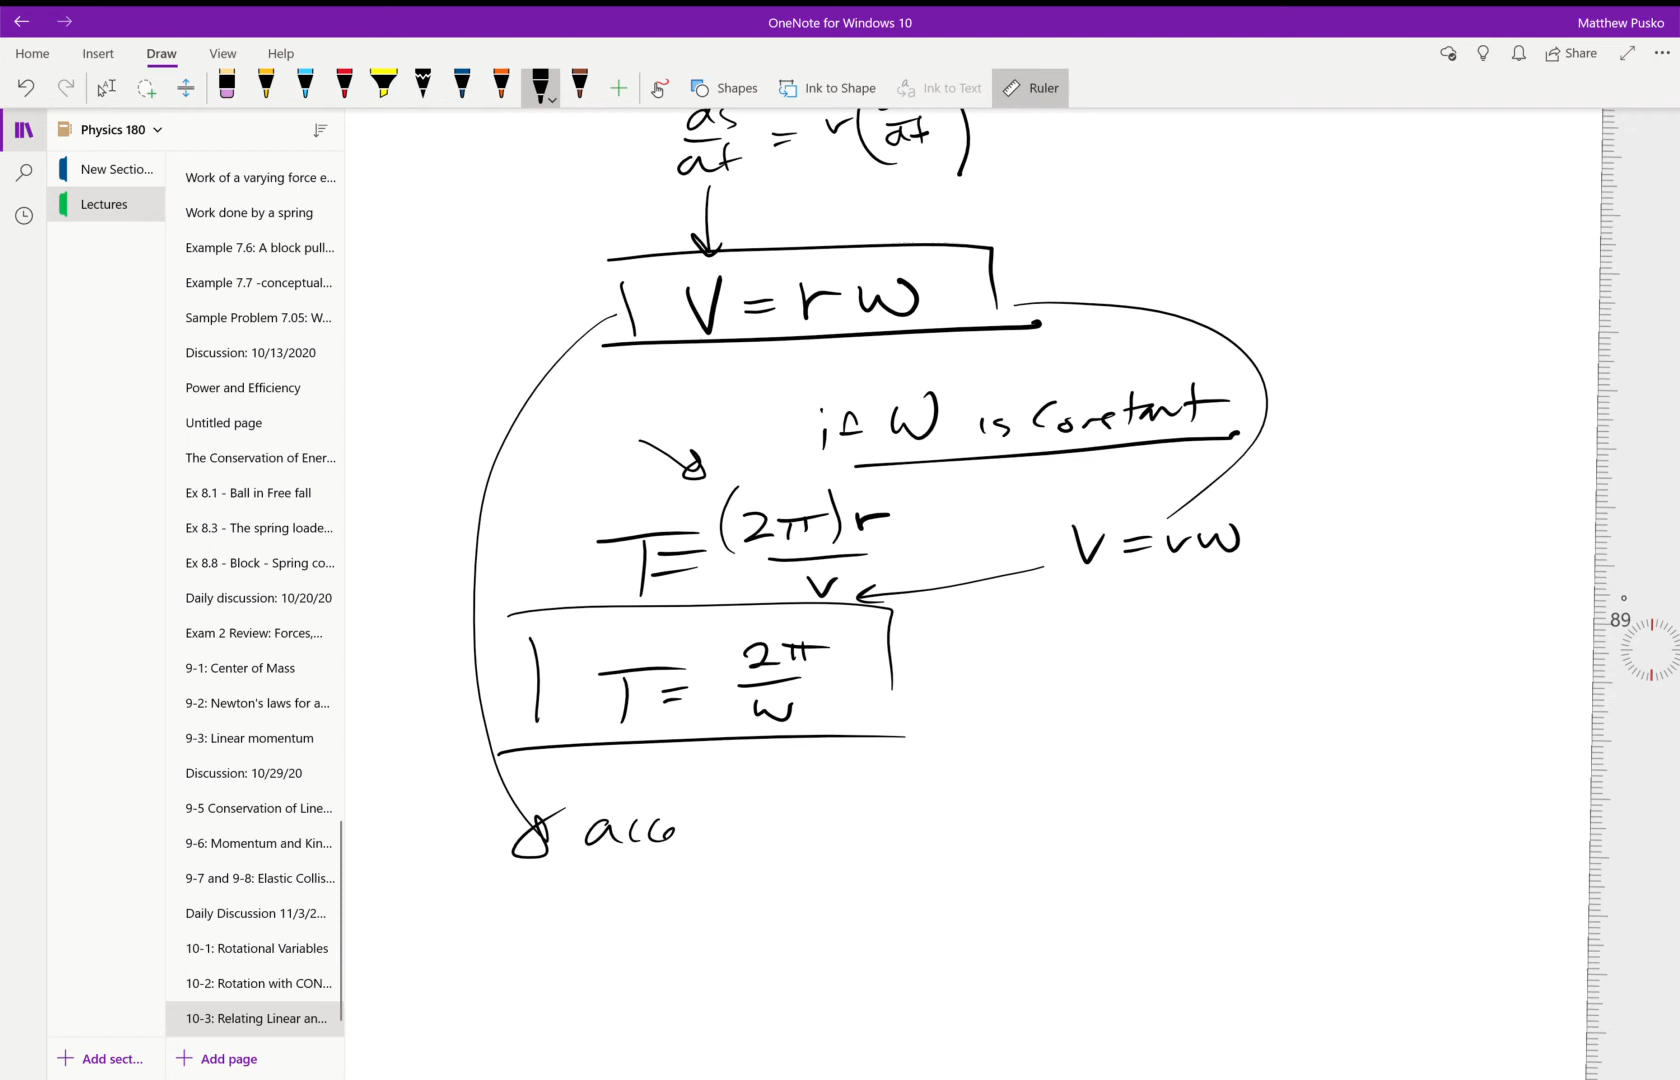 OneNote for Windows 10
Matthew Pusko
Home Insert Draw View Help
Share
Shapes Ink to Shape Ink to Text Ruler
Physics 180
New Sectio...
Lectures
Work of a varying force e...
Work done by a spring
Example 7.6: A block pull...
Example 7.7 -conceptual...
Sample Problem 7.05: W...
Discussion: 10/13/2020
Power and Efficiency
Untitled page
The Conservation of Ener...
Ex 8.1 - Ball in Free fall
Ex 8.3 - The spring loade...
Ex 8.8 - Block - Spring co...
Daily discussion: 10/20/20
Exam 2 Review: Forces,...
9-1: Center of Mass
9-2: Newton's laws for a...
9-3: Linear momentum
Discussion: 10/29/20
9-5 Conservation of Line...
9-6: Momentum and Kin...
9-7 and 9-8: Elastic Collis...
Daily Discussion 11/3/2...
10-1: Rotational Variables
10-2: Rotation with CON...
10-3: Relating Linear an...
Add sect...
Add page
ds/dt = r( /dt)
V = rω
if ω is constant
T = (2π)r/v
V = rω
T = 2π/ω
acc
89°